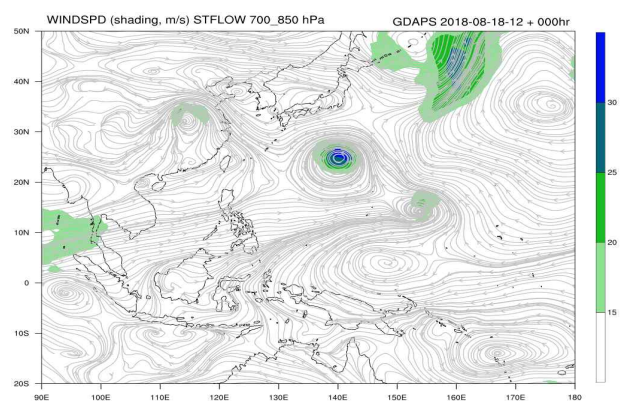 WINDSPD (shading, m/s) STFLOW 700_850 hPa GDAPS 2018-08-18-12 + 000hr
50N
40N
30N
20N
10N
0
10S
20S
90E 100E 110E 120E 130E 140E 150E 160E 170E 180
30
25
20
15